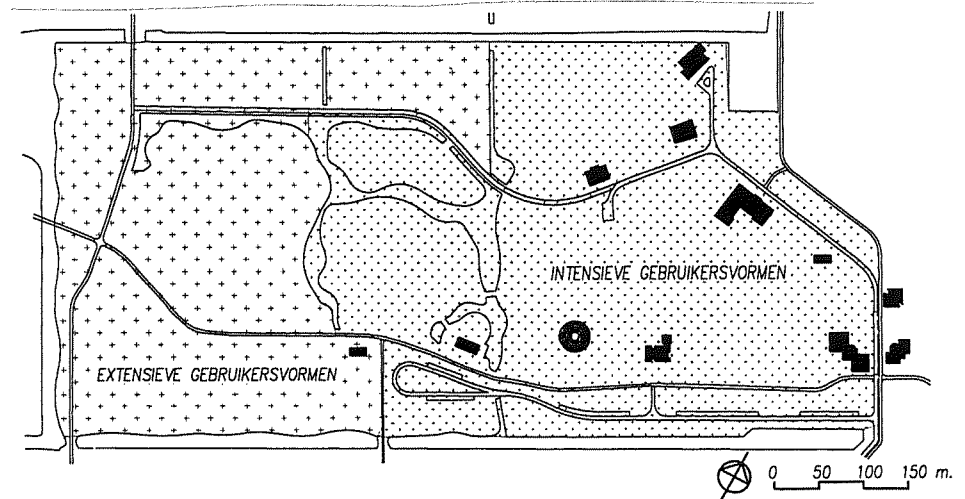 INTENSIEVE GEBRUIKERSVORMEN
EXTENSIEVE GEBRUIKERSVORMEN
0 50 100 150 m.